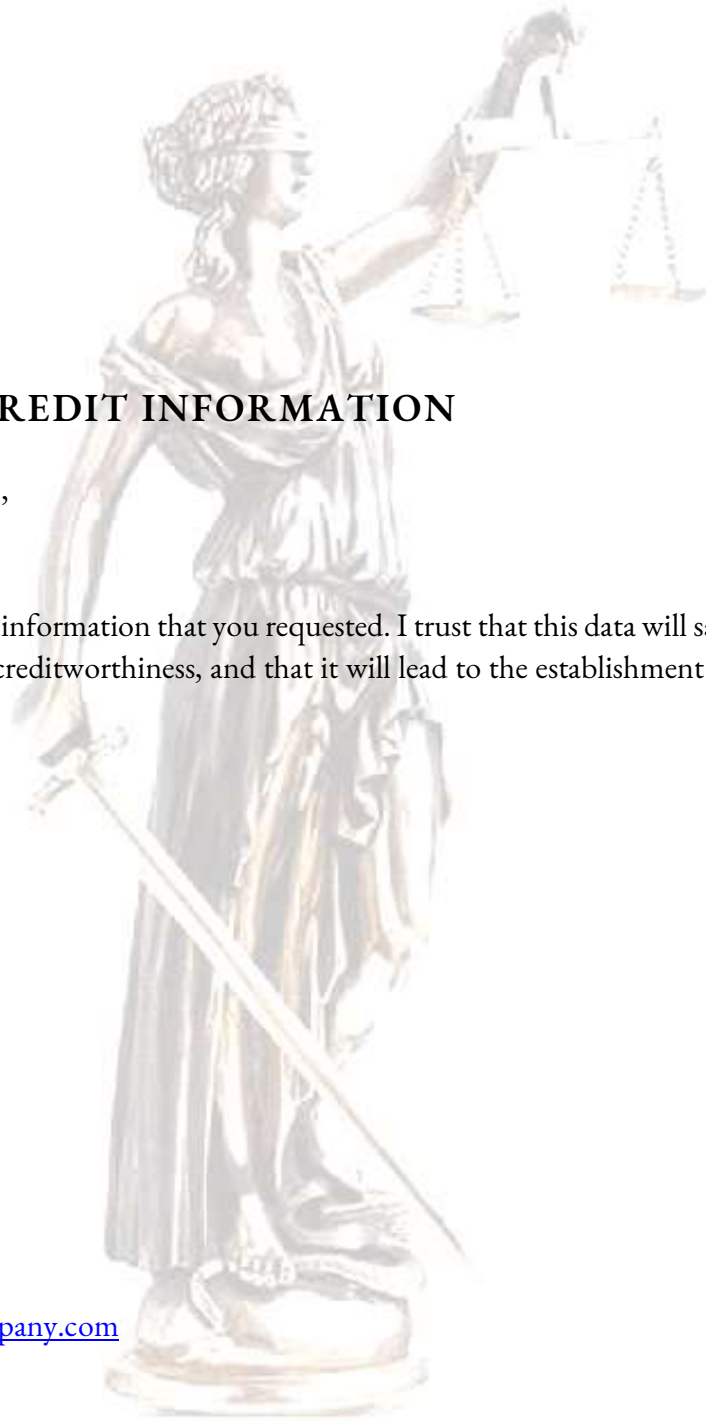 REDIT INFORMATION
,
information that you requested. I trust that this data will sa
creditworthiness, and that it will lead to the establishment
pany.com